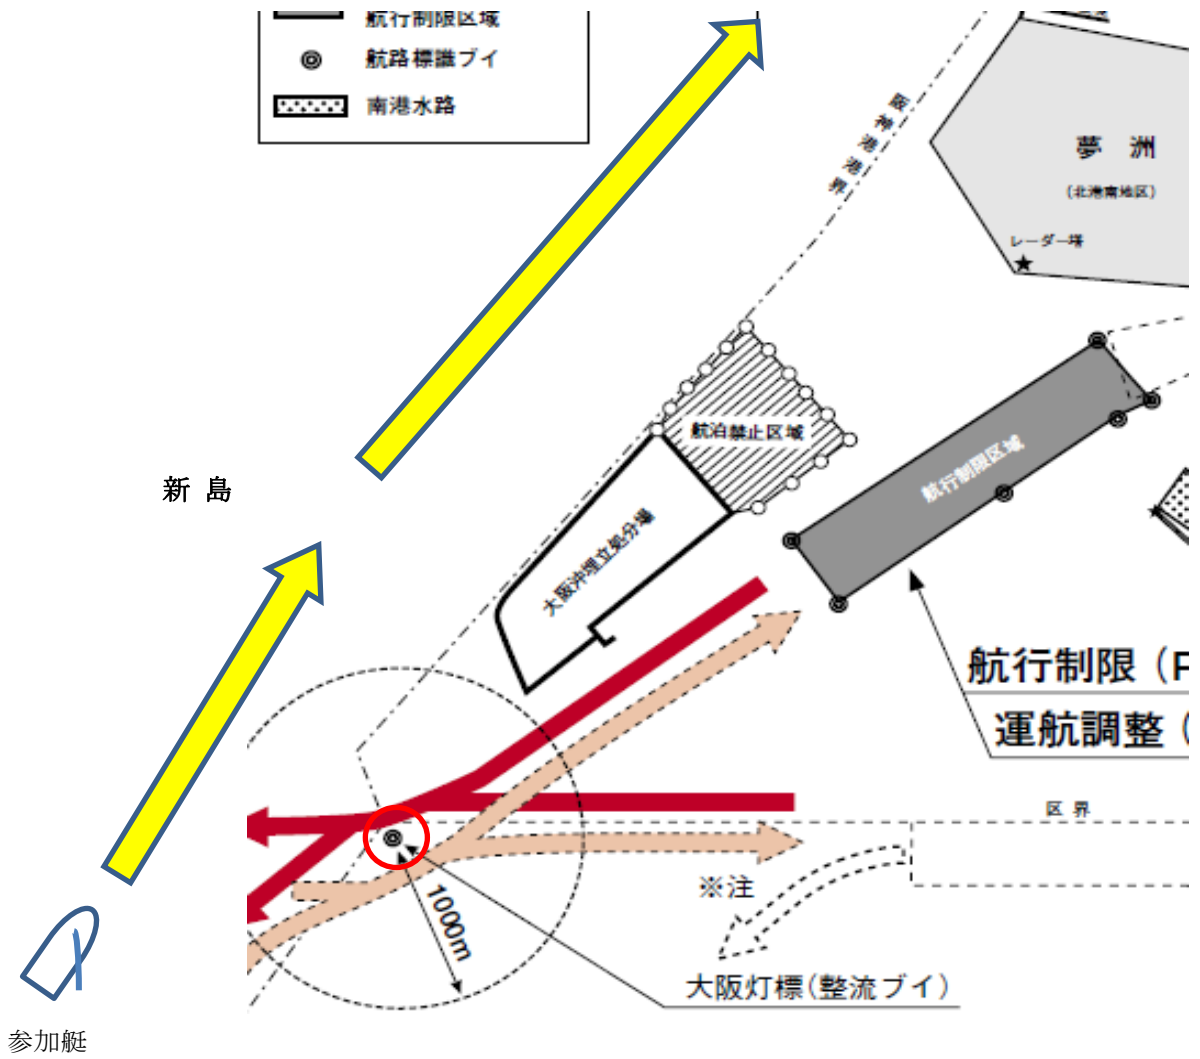 航行制限区域
航路標識ブイ
南港水路
阪神港港界
夢 洲
(北港南地区)
レーダー塔
航泊禁止区域
航行制限区域
新 島
大阪沖埋立処分場
航行制限(P
運航調整(
区 界
※注
1000m
大阪灯標(整流ブイ)
参加艇